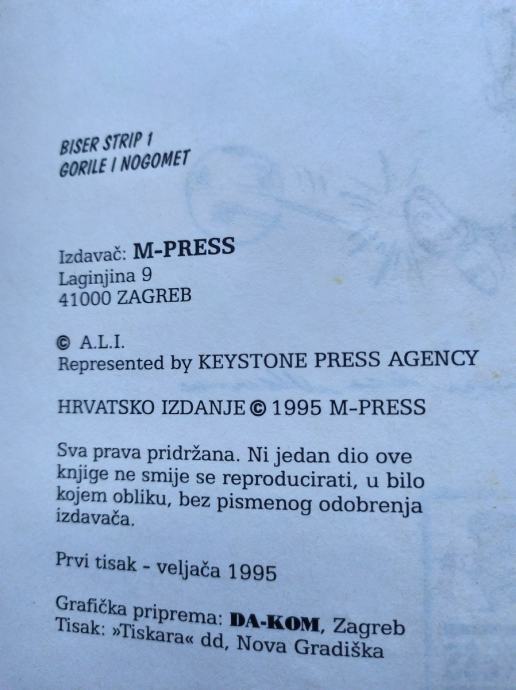 BISER STRIP 1
GORILE I NOGOMET
Izdavač: M-PRESS
Laginjina 9
41000 ZAGREB
© A.L.I.
Represented by KEYSTONE PRESS AGENCY
HRVATSKO IZDANJE © 1995 M-PRESS
Sva prava pridržana. Ni jedan dio ove
knjige ne smije se reproducirati, u bilo
kojem obliku, bez pismenog odobrenja
izdavača.
Prvi tisak - veljača 1995
Grafička priprema: DA-KOM, Zagreb
Tisak: »Tiskara« dd, Nova Gradiška